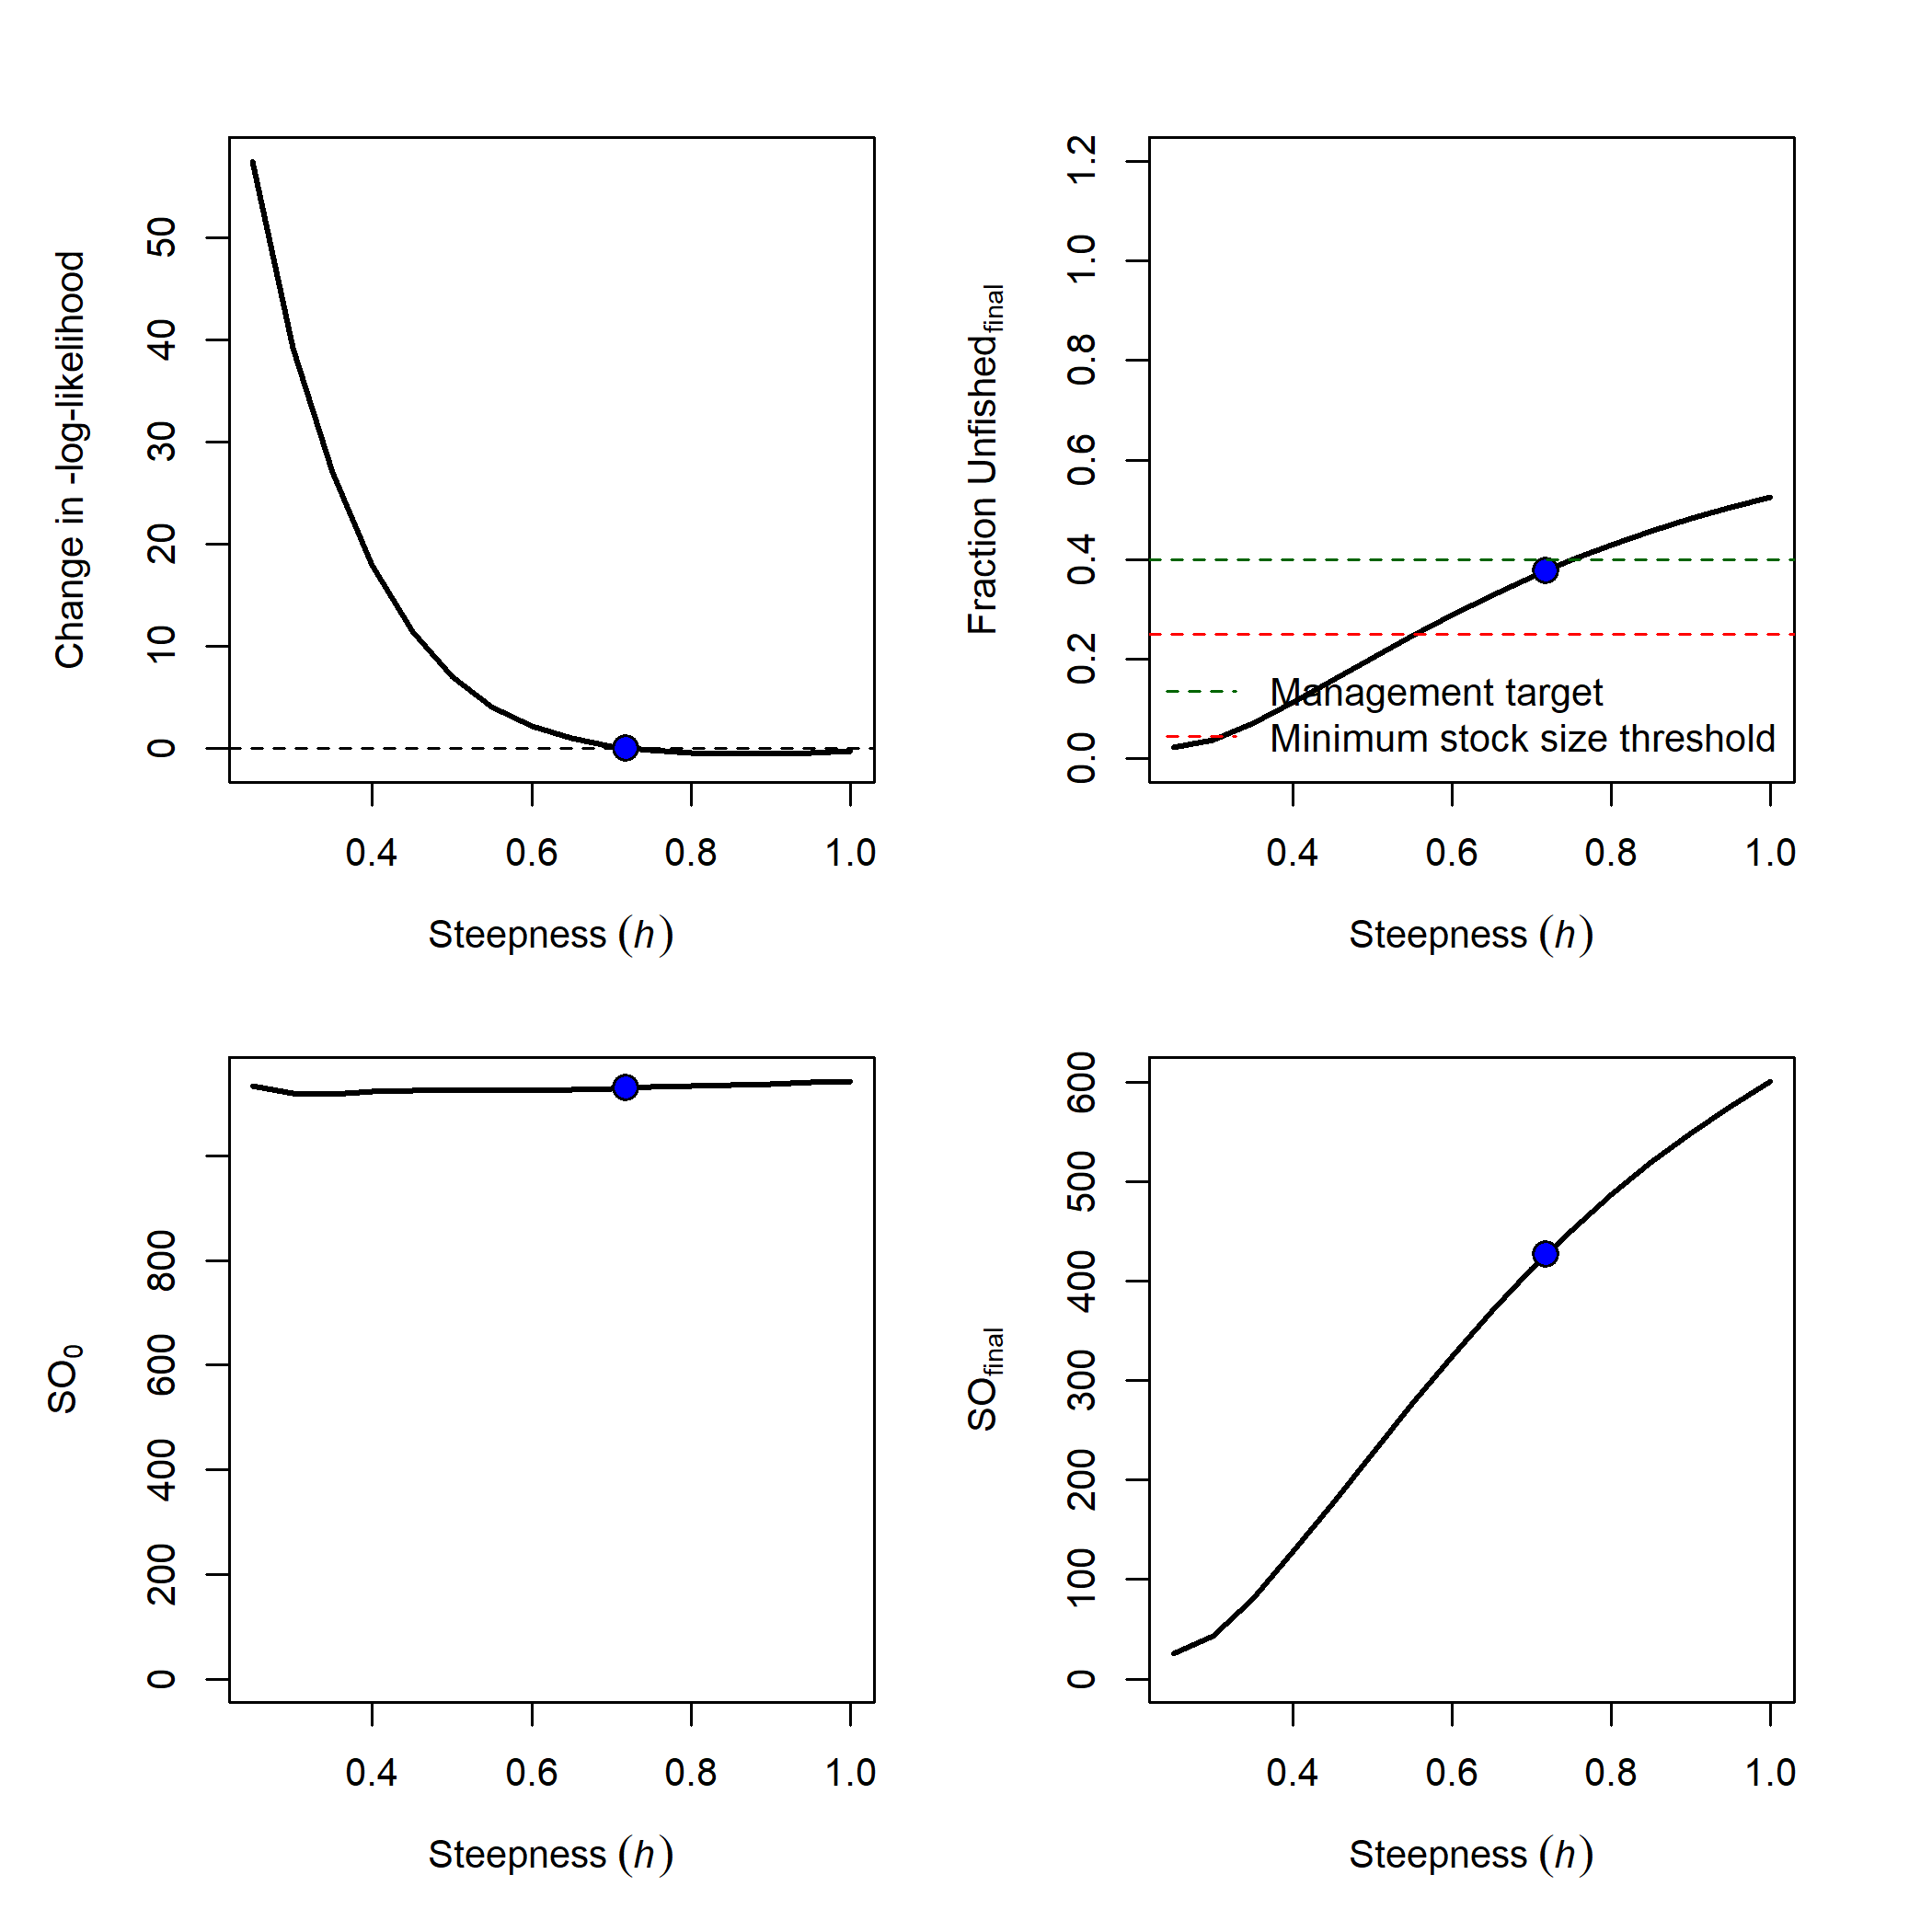 Change in -log-likelihood
50
40
30
20
10
0
0.4 0.6 0.8 1.0
Steepness (h)
Fraction Unfished final
1.2
1.0
0.8
0.6
0.4
0.2
0.0
Management target
Minimum stock size threshold
0.4 0.6 0.8 1.0
Steepness (h)
SO0
800
600
400
200
0
0.4 0.6 0.8 1.0
Steepness (h)
SOfinal
600
500
400
300
200
100
0
0.4 0.6 0.8 1.0
Steepness (h)